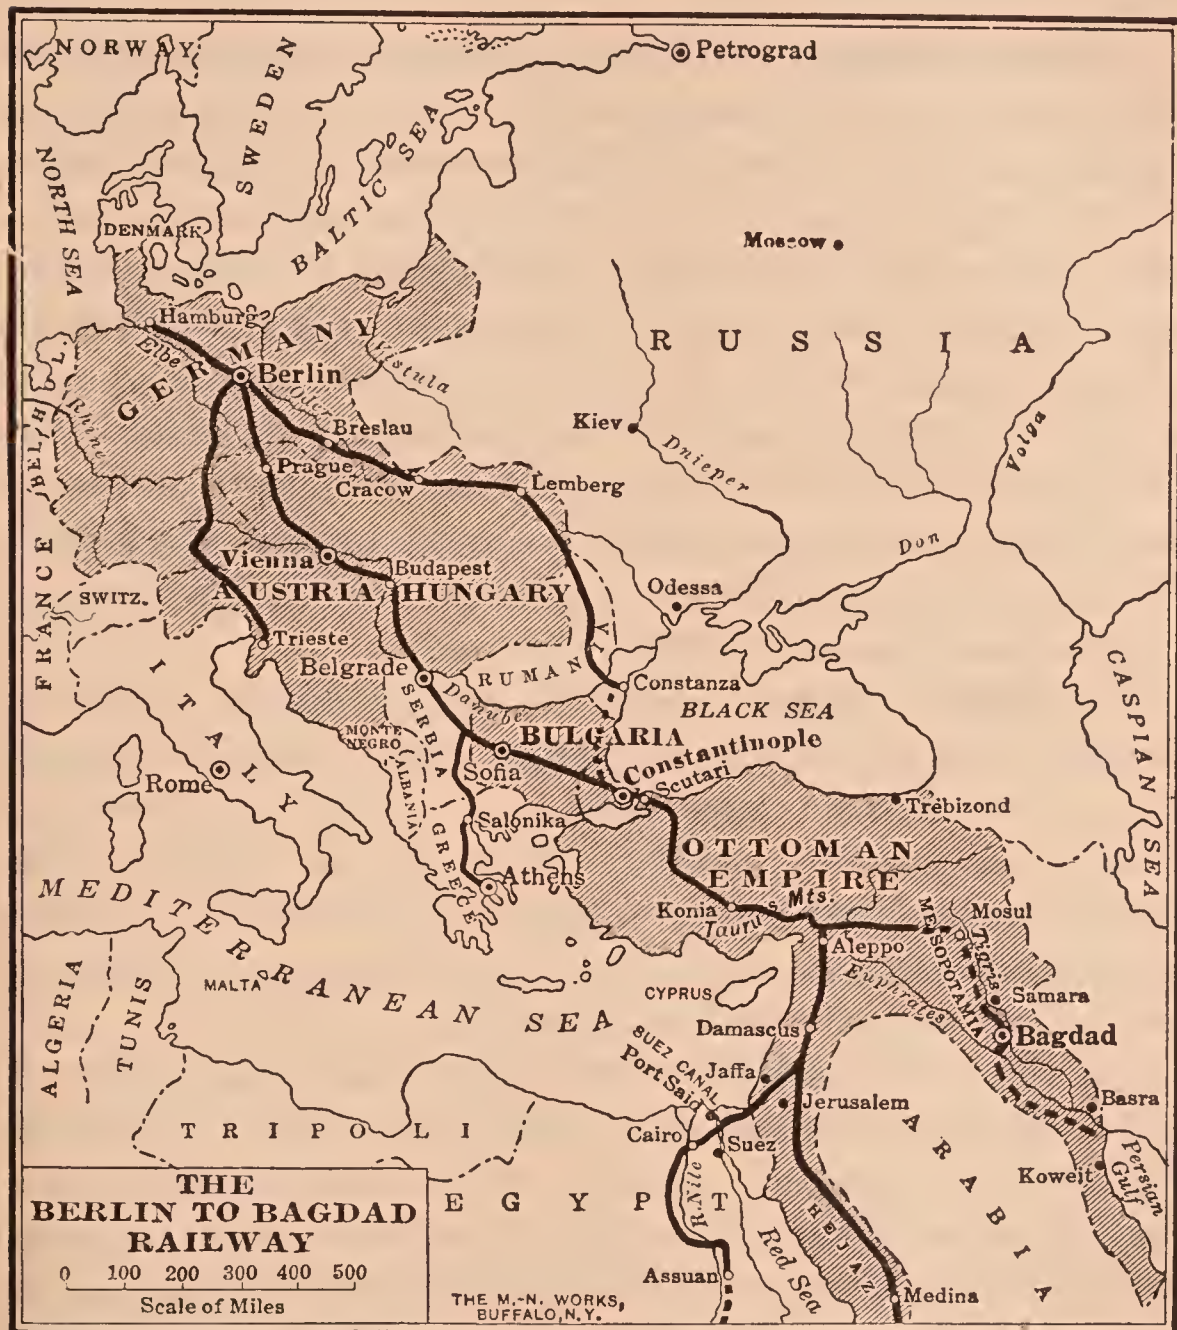 NORWAY
SWEDEN
Petrograd
NORTH SEA
DENMARK
BALTIC SEA
Moscow
RUSSIA
Hamburg
Elbe
GERMANY
Berlin
Oder
Vistula
HOL.
BEL.
Rhine
Breslau
Kiev
Dnieper
Volga
Prague
Cracow
Lemberg
Don
FRANCE
Vienna
Budapest
AUSTRIA HUNGARY
SWITZ.
Odessa
Trieste
ITALY
Belgrade
RUMANIA
Constanza
Danube
SERBIA
BLACK SEA
CASPIAN SEA
MONTE
NEGRO
BULGARIA
Sofia
Constantinople
Scutari
ALBANIA
Rome
Trebizond
Salonika
GREECE
OTTOMAN
EMPIRE
Athens
MEDITERRANEAN SEA
Konia
Taurus Mts.
Aleppo
MESOPOTAMIA
Mosul
Tigris
Euphrates
Samara
ALGERIA
TUNIS
MALTA
CYPRUS
Damascus
Bagdad
SUEZ CANAL
Port Said
Jaffa
Jerusalem
Basra
TRIPOLI
Cairo
Suez
ARABIA
Koweit
Persian
Gulf
EGYPT
R. Nile
HEJAZ
Red Sea
Assuan
Medina
THE
BERLIN TO BAGDAD
RAILWAY
0 100 200 300 400 500
Scale of Miles
THE M.-N. WORKS,
BUFFALO, N.Y.